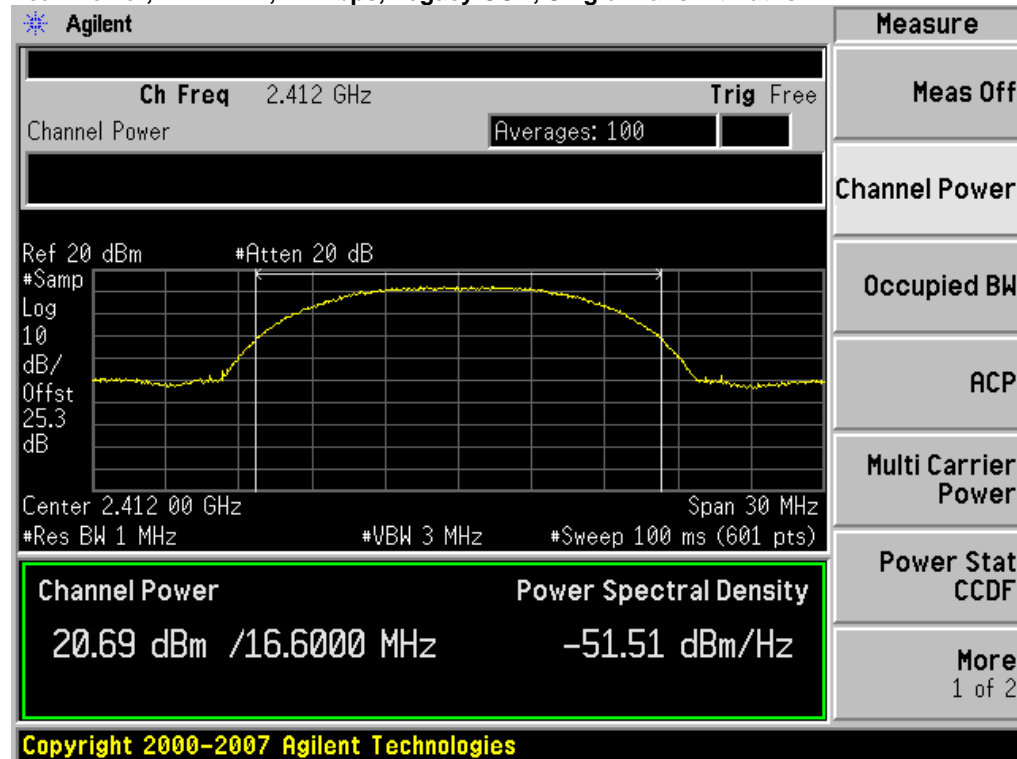 Agilent
Measure
Ch Freq 2.412 GHz Trig Free
Channel Power
Averages: 100
Ref 20 dBm #Atten 20 dB
#Samp
Log
10
dB/
Offst
25.3
dB
Center 2.412 00 GHz Span 30 MHz
#Res BW 1 MHz #VBW 3 MHz #Sweep 100 ms (601 pts)
Channel Power Power Spectral Density
20.69 dBm /16.6000 MHz -51.51 dBm/Hz
Meas Off
Channel Power
Occupied BW
ACP
Multi Carrier
Power
Power Stat
CCDF
More
1 of 2
Copyright 2000-2007 Agilent Technologies